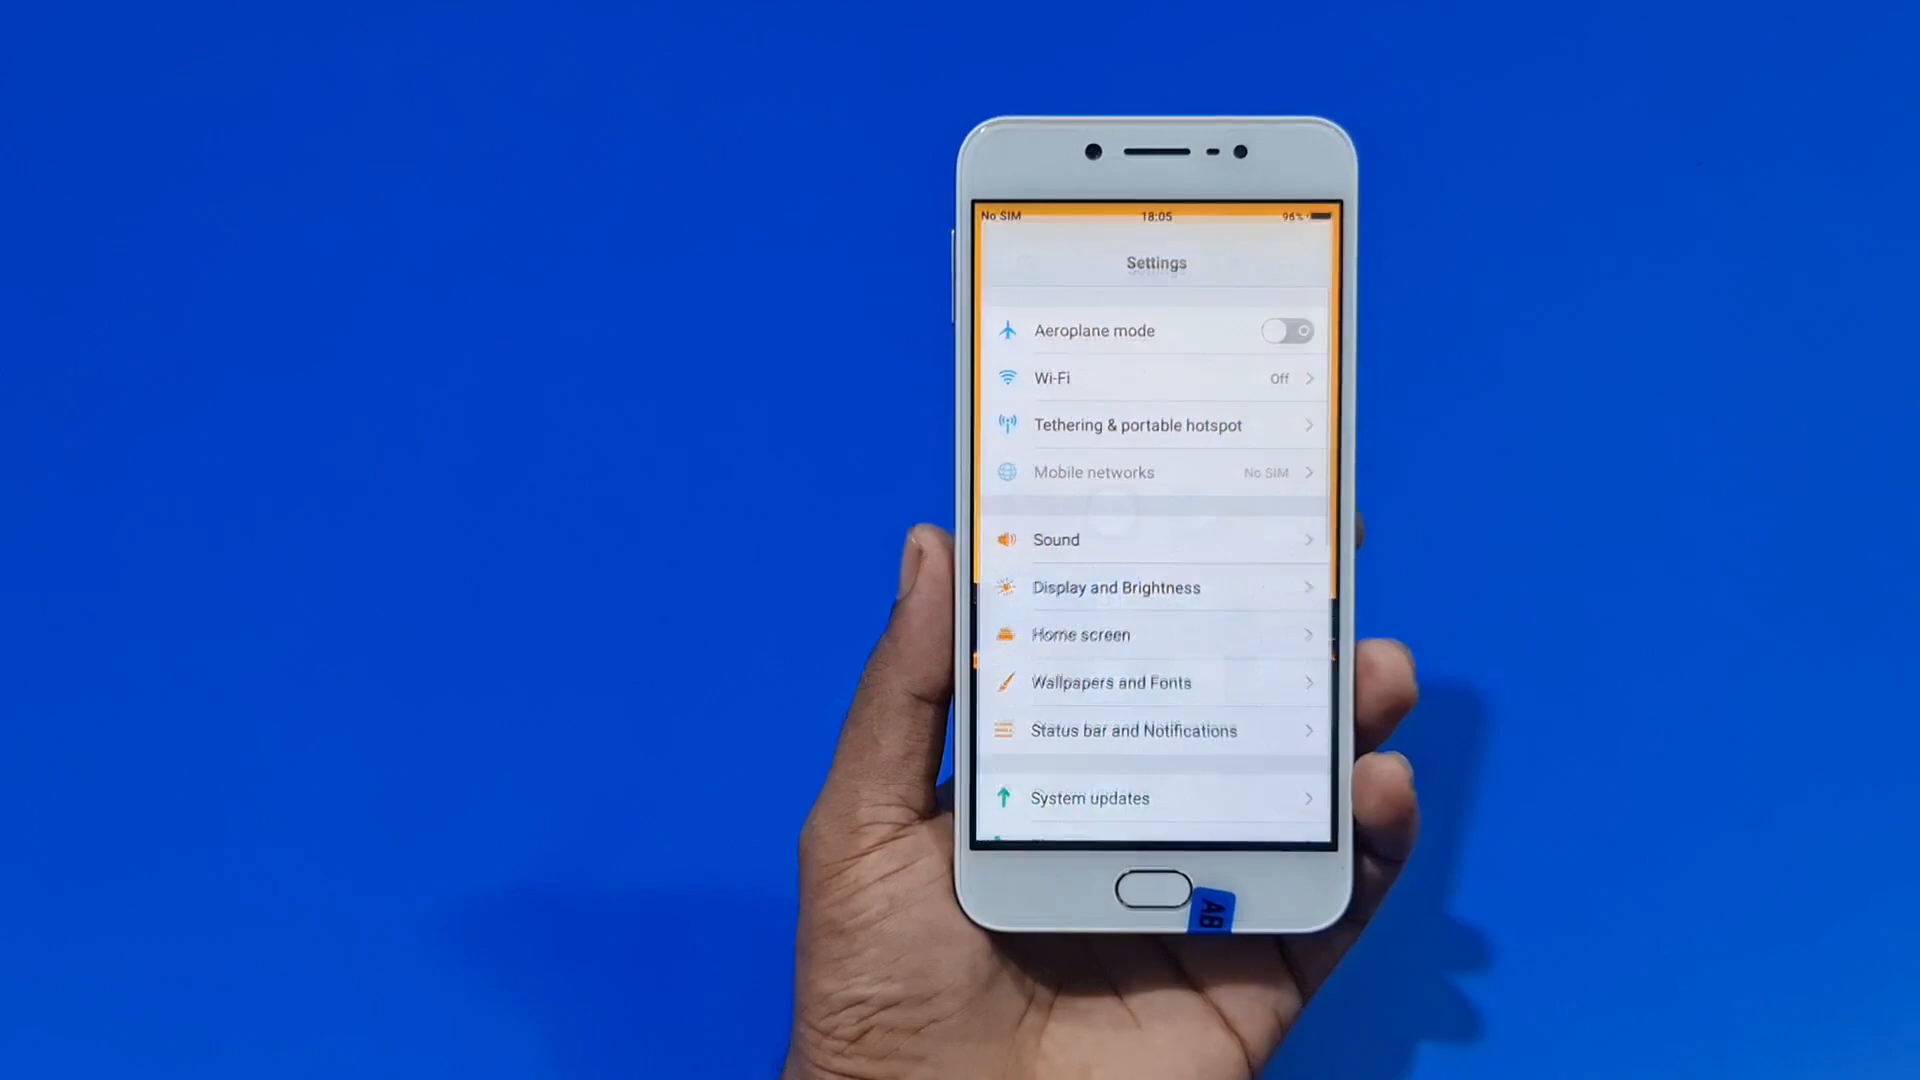 No SIM 18:05 96%
Settings
Aeroplane mode
Wi-Fi Off
Tethering & portable hotspot
Mobile networks No SIM
Sound
Display and Brightness
Home screen
Wallpapers and Fonts
Status bar and Notifications
System updates
AB